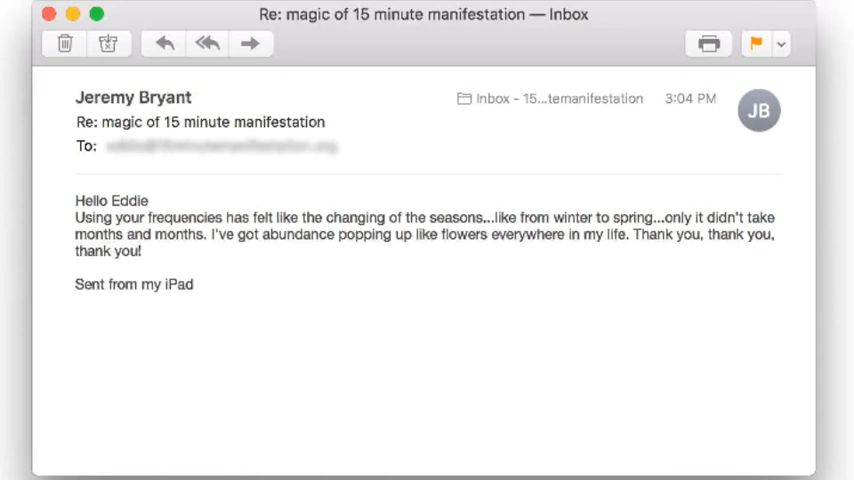 Re: magic of 15 minute manifestation — Inbox
Jeremy Bryant
Inbox - 15...temanifestation 3:04 PM
JB
Re: magic of 15 minute manifestation
To:
Hello Eddie
Using your frequencies has felt like the changing of the seasons...like from winter to spring...only it didn't take
months and months. I've got abundance popping up like flowers everywhere in my life. Thank you, thank you,
thank you!
Sent from my iPad